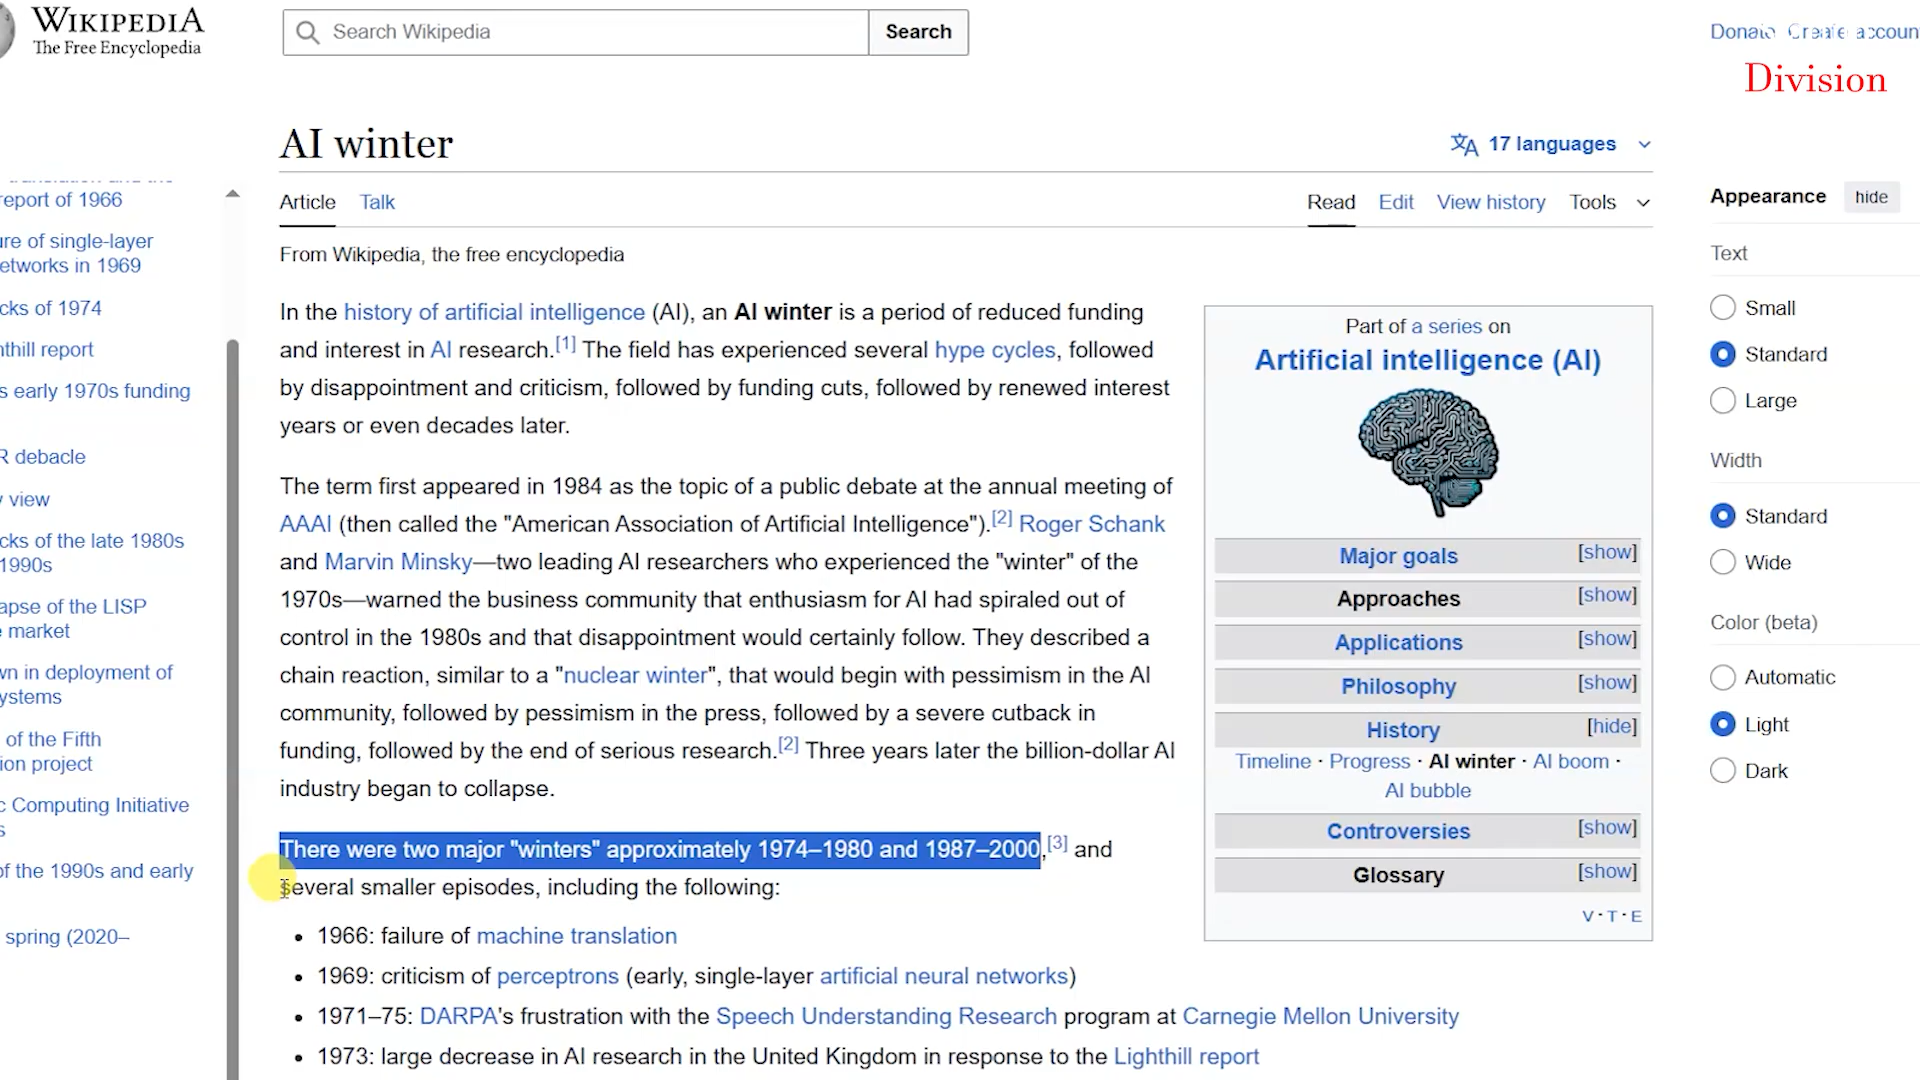 WIKIPEDIA
The Free Encyclopedia
Search Wikipedia
Search
Donate Create account
Division
AI winter
17 languages
report of 1966
ure of single-layer
etworks in 1969
cks of 1974
nthill report
s early 1970s funding
R debacle
y view
cks of the late 1980s
1990s
apse of the LISP
e market
wn in deployment of
ystems
of the Fifth
ion project
c Computing Initiative
s
of the 1990s and early
spring (2020–
Article
Talk
Read
Edit
View history
Tools
From Wikipedia, the free encyclopedia
In the history of artificial intelligence (AI), an AI winter is a period of reduced funding
and interest in AI research.[1] The field has experienced several hype cycles, followed
by disappointment and criticism, followed by funding cuts, followed by renewed interest
years or even decades later.
The term first appeared in 1984 as the topic of a public debate at the annual meeting of
AAAI (then called the "American Association of Artificial Intelligence").[2] Roger Schank
and Marvin Minsky—two leading AI researchers who experienced the "winter" of the
1970s—warned the business community that enthusiasm for AI had spiraled out of
control in the 1980s and that disappointment would certainly follow. They described a
chain reaction, similar to a "nuclear winter", that would begin with pessimism in the AI
community, followed by pessimism in the press, followed by a severe cutback in
funding, followed by the end of serious research.[2] Three years later the billion-dollar AI
industry began to collapse.
There were two major "winters" approximately 1974–1980 and 1987–2000,[3] and
several smaller episodes, including the following:
• 1966: failure of machine translation
• 1969: criticism of perceptrons (early, single-layer artificial neural networks)
• 1971–75: DARPA's frustration with the Speech Understanding Research program at Carnegie Mellon University
• 1973: large decrease in AI research in the United Kingdom in response to the Lighthill report
Part of a series on
Artificial intelligence (AI)
Major goals [show]
Approaches [show]
Applications [show]
Philosophy [show]
History [hide]
Timeline · Progress · AI winter · AI boom ·
AI bubble
Controversies [show]
Glossary [show]
V · T · E
Appearance
hide
Text
Small
Standard
Large
Width
Standard
Wide
Color (beta)
Automatic
Light
Dark